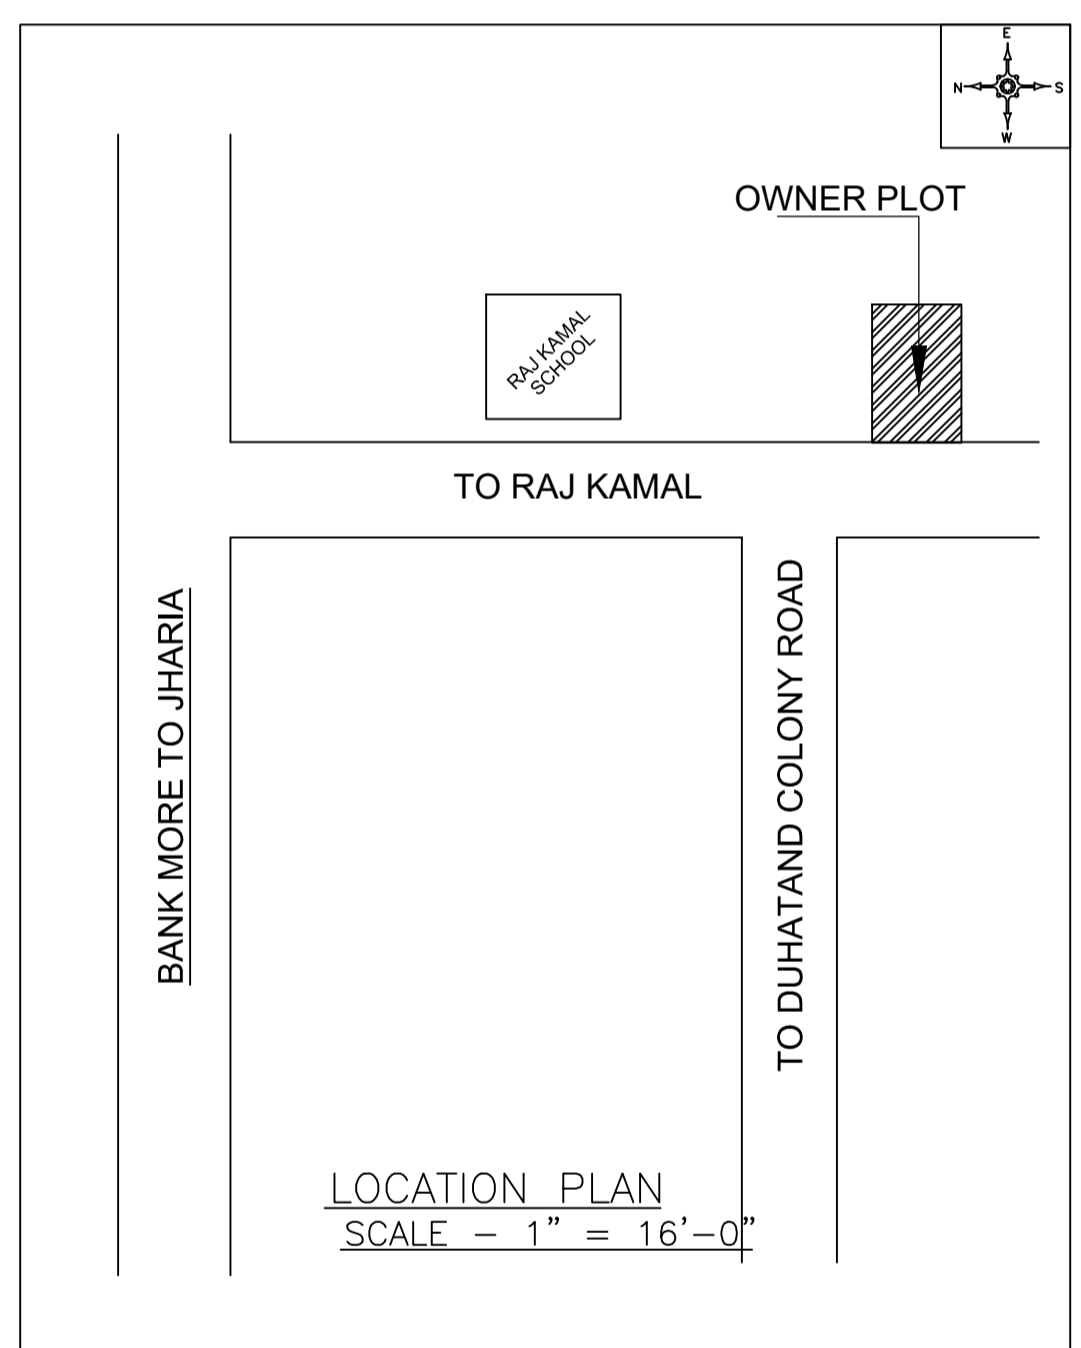 E
N S
W
OWNER PLOT
RAJ KAMAL
SCHOOL
TO RAJ KAMAL
BANK MORE TO JHARIA
TO DUHATAND COLONY ROAD
LOCATION PLAN
SCALE - 1” = 16’-0”